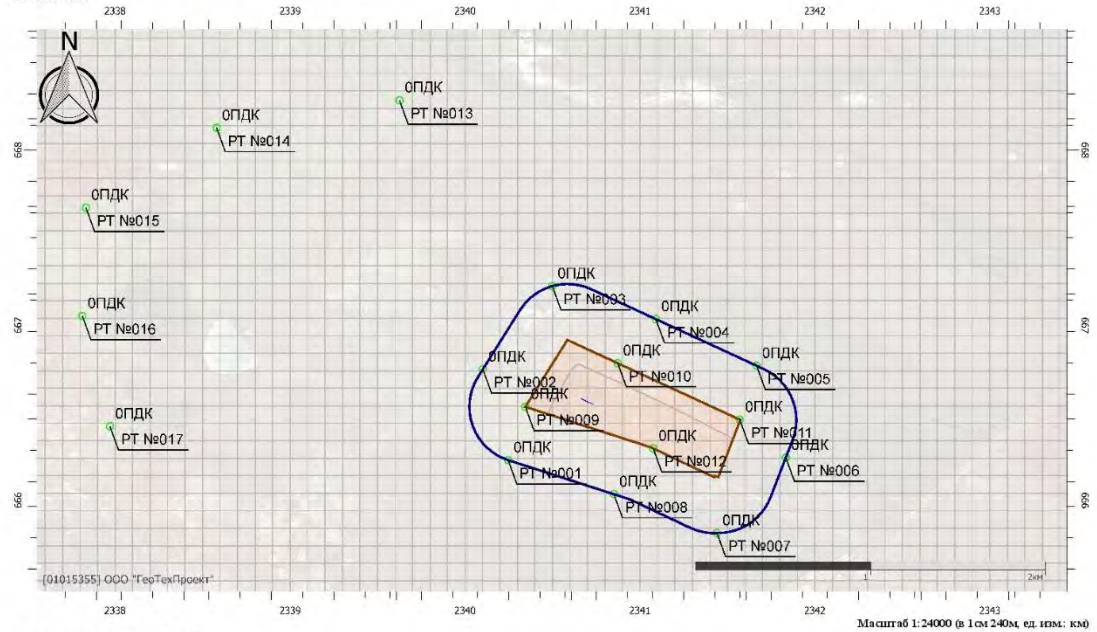 2338 2339 2340 2341 2342 2343
N
0ПДК
РТ №013
0ПДК
РТ №014
668
668
0ПДК
РТ №015
0ПДК
РТ №003
0ПДК
РТ №016
0ПДК
РТ №004
667
667
0ПДК
РТ №002
0ПДК
РТ №010
0ПДК
РТ №005
0ПДК
РТ №009
0ПДК
РТ №011
0ПДК
РТ №017
0ПДК
РТ №012
0ПДК
РТ №001
0ПДК
РТ №006
0ПДК
РТ №008
666
666
0ПДК
РТ №007
[01015355] ООО "ГеоТехПроект"
1
2км
2338 2339 2340 2341 2342 2343
Масштаб 1:24000 (в 1см 240м, ед. изм.: км)